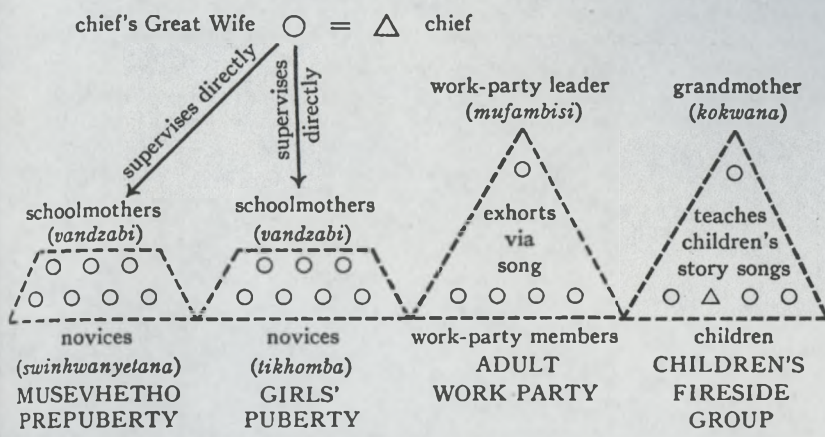 chief's Great Wife = chief
supervises directly
supervises
directly
work-party leader
(mufambisi)
grandmother
(kokwana)
schoolmothers
(vandzabi)
schoolmothers
(vandzabi)
exhorts
via
song
teaches
children's
story songs
novices
(swinhwanyetana)
MUSEVHETHO
PREPUBERTY
novices
(tikhomba)
GIRLS'
PUBERTY
work-party members
ADULT
WORK PARTY
children
CHILDREN'S
FIRESIDE
GROUP